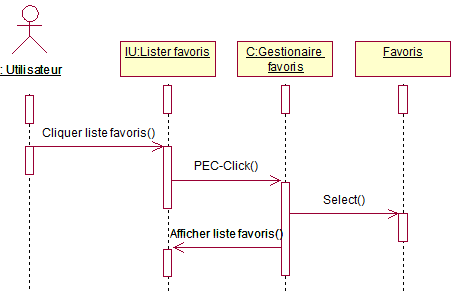 : Utilisateur
IU:Lister favoris
C:Gestionaire
favoris
Favoris
Cliquer liste favoris()
PEC-Click()
Select()
Afficher liste favoris()